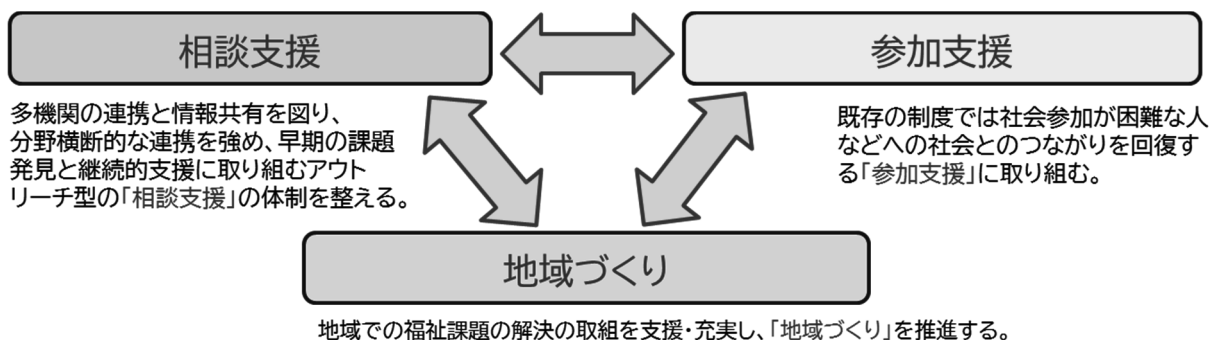 相談支援
参加支援
多機関の連携と情報共有を図り、
分野横断的な連携を強め、早期の課題
発見と継続的支援に取り組むアウト
リーチ型の「相談支援」の体制を整える。
既存の制度では社会参加が困難な人
などへの社会とのつながりを回復す
る「参加支援」に取り組む。
地域づくり
地域での福祉課題の解決の取組を支援・充実し、「地域づくり」を推進する。